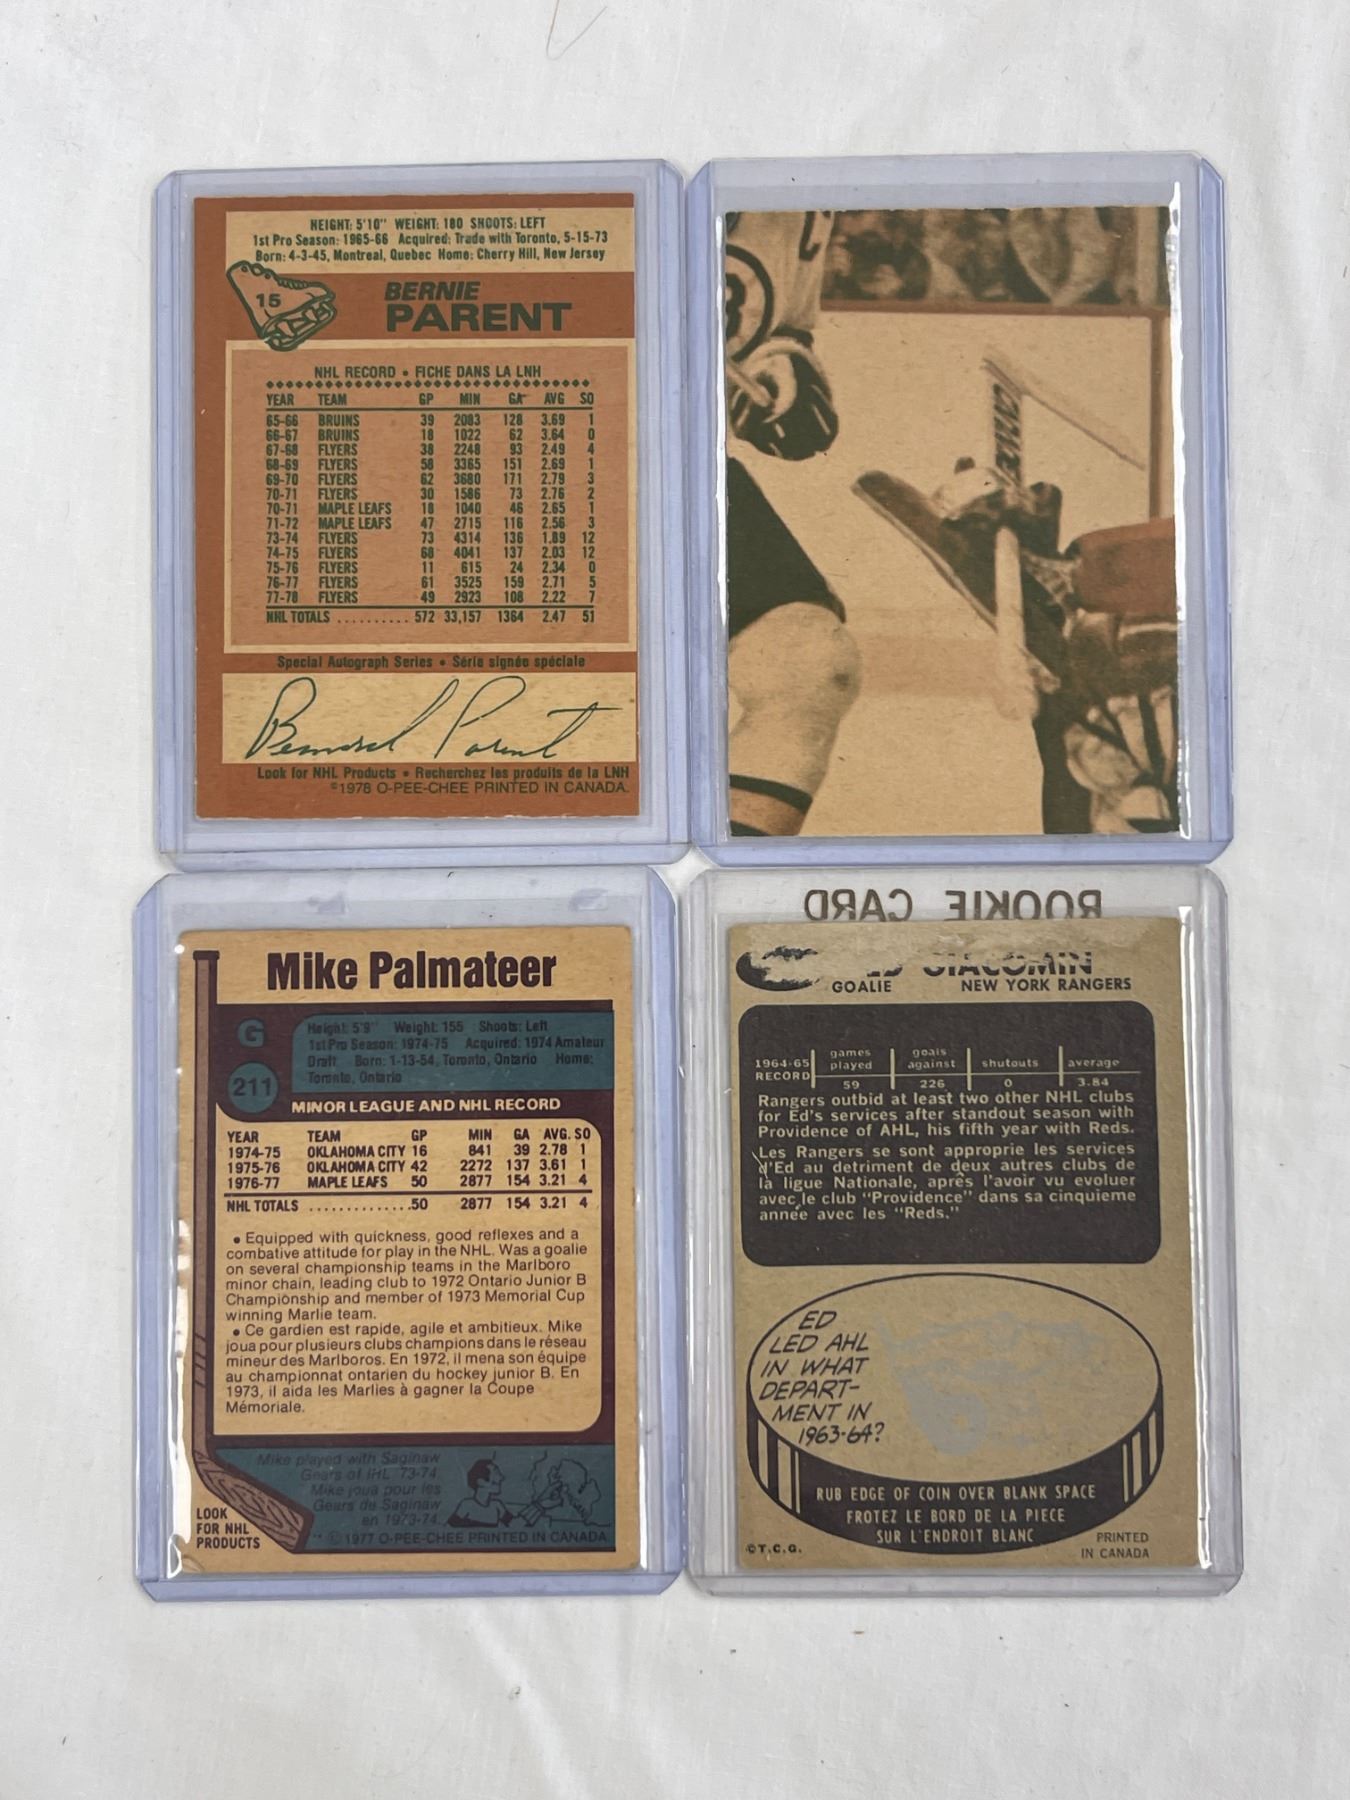 HEIGHT: 5'10" WEIGHT: 180 SHOOTS: LEFT
1st Pro Season: 1965-66 Acquired: Trade with Toronto, 5-15-73
Born: 4-3-45, Montreal, Quebec Home: Cherry Hill, New Jersey
15
BERNIE
PARENT
NHL RECORD • FICHE DANS LA LNH
YEAR TEAM GP MIN GA AVG SO
65-66 BRUINS 39 2083 128 3.69 1
66-67 BRUINS 18 1022 62 3.64 0
67-68 FLYERS 38 2248 93 2.49 4
68-69 FLYERS 58 3365 151 2.69 1
69-70 FLYERS 62 3680 171 2.79 3
70-71 FLYERS 30 1586 73 2.76 2
70-71 MAPLE LEAFS 18 1040 46 2.65 1
71-72 MAPLE LEAFS 47 2715 116 2.56 3
73-74 FLYERS 73 4314 136 1.89 12
74-75 FLYERS 68 4041 137 2.03 12
75-76 FLYERS 11 615 24 2.34 0
76-77 FLYERS 61 3525 159 2.71 5
77-78 FLYERS 49 2923 108 2.22 7
NHL TOTALS .......... 572 33,157 1364 2.47 51
Special Autograph Series • Série signée spéciale
Bernard Parent
Look for NHL Products • Recherchez les produits de la LNH
©1978 O-PEE-CHEE PRINTED IN CANADA.
Mike Palmateer
G
211
Height: 5'9" Weight: 155 Shoots: Left
1st Pro Season: 1974-75 Acquired: 1974 Amateur
Draft Born: 1-13-54, Toronto, Ontario Home:
Toronto, Ontario
MINOR LEAGUE AND NHL RECORD
YEAR TEAM GP MIN GA AVG. SO
1974-75 OKLAHOMA CITY 16 841 39 2.78 1
1975-76 OKLAHOMA CITY 42 2272 137 3.61 1
1976-77 MAPLE LEAFS 50 2877 154 3.21 4
NHL TOTALS ..............50 2877 154 3.21 4
• Equipped with quickness, good reflexes and a
combative attitude for play in the NHL. Was a goalie
on several championship teams in the Marlboro
minor chain, leading club to 1972 Ontario Junior B
Championship and member of 1973 Memorial Cup
winning Marlie team.
• Ce gardien est rapide, agile et ambitieux. Mike
joua pour plusieurs clubs champions dans le réseau
mineur des Marlboros. En 1972, il mena son équipe
au championnat ontarien du hockey junior B. En
1973, il aida les Marlies à gagner la Coupe
Mémoriale.
Mike played with Saginaw
Gears of IHL '73-74.
Mike joua pour les
Gears du Saginaw
en 1973-74.
LOOK
FOR NHL
PRODUCTS
©1977 O-PEE-CHEE PRINTED IN CANADA
ROOKIE CARD
ED GIACOMIN
GOALIE NEW YORK RANGERS
1964-65 RECORD
games played goals against shutouts average
59 226 0 3.84
Rangers outbid at least two other NHL clubs
for Ed's services after standout season with
Providence of AHL, his fifth year with Reds.
Les Rangers se sont approprie les services
d'Ed au detriment de deux autres clubs de
la ligue Nationale, après l'avoir vu evoluer
avec le club "Providence" dans sa cinquieme
année avec les "Reds."
ED
LED AHL
IN WHAT
DEPART-
MENT IN
1963-64?
RUB EDGE OF COIN OVER BLANK SPACE
FROTEZ LE BORD DE LA PIECE
SUR L'ENDROIT BLANC
©T.C.G.
PRINTED
IN CANADA